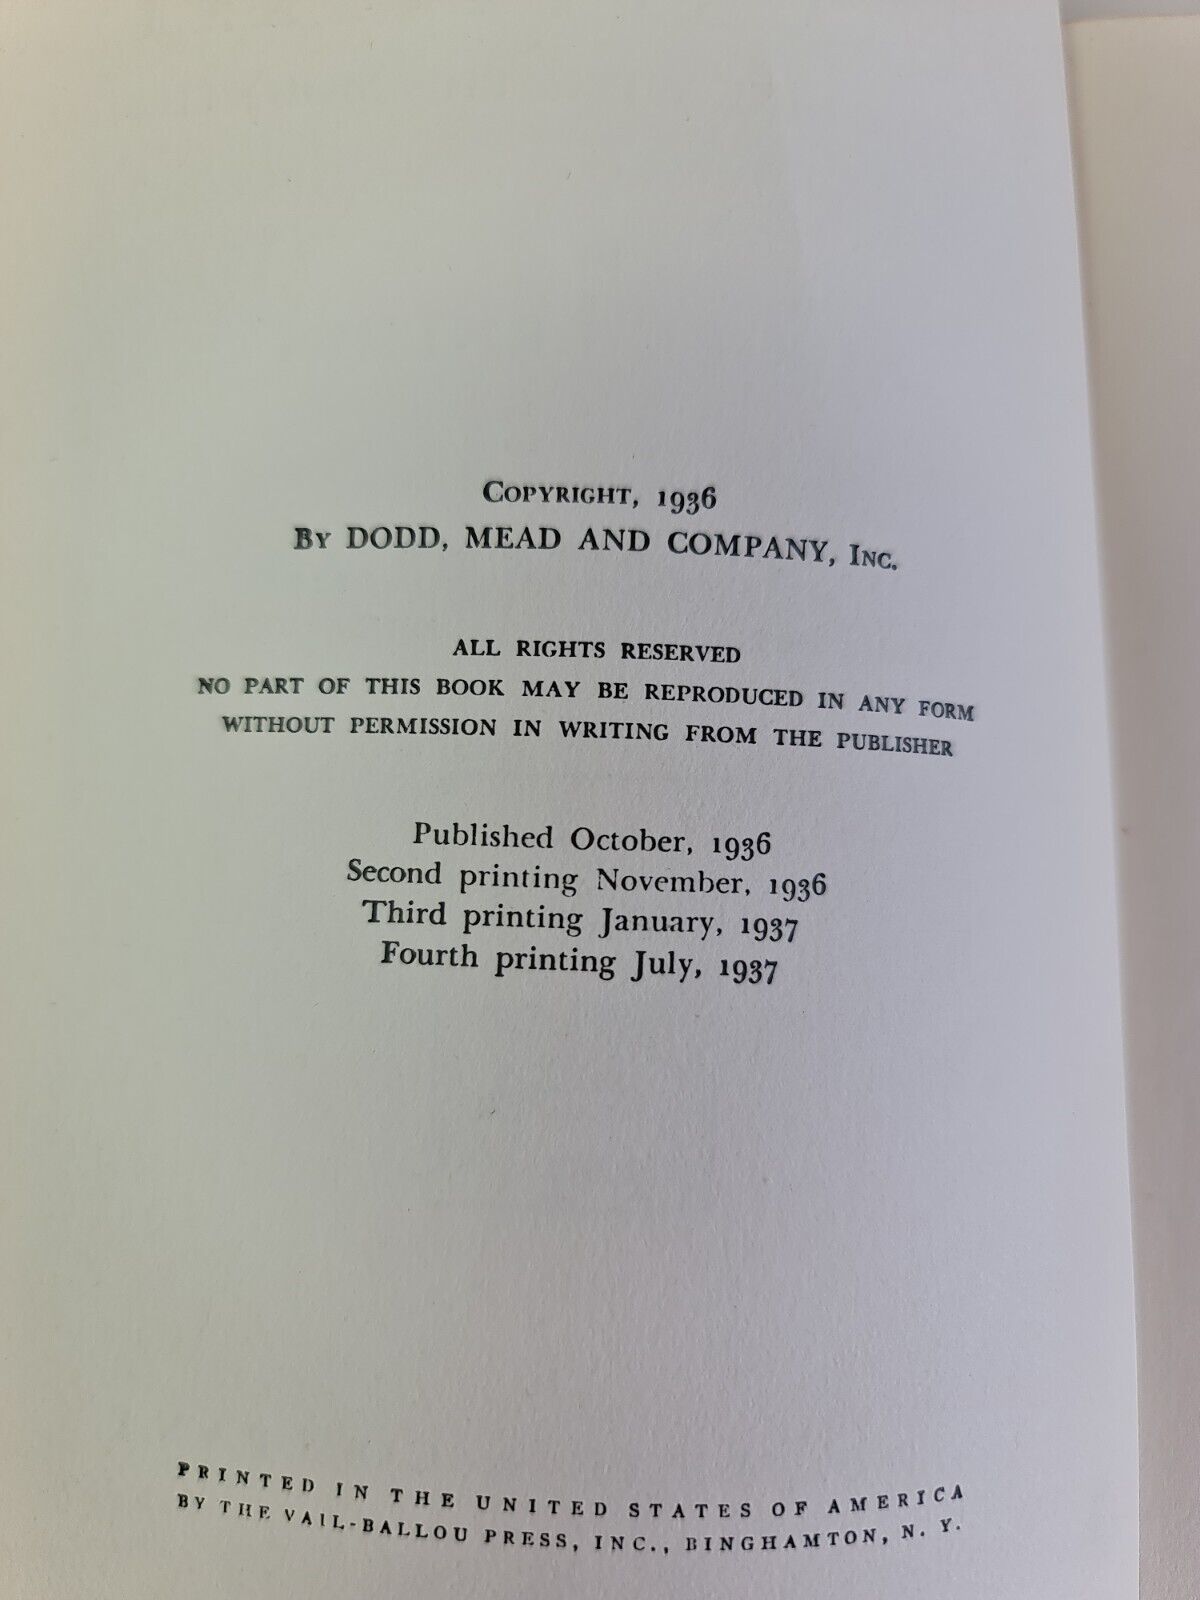 COPYRIGHT, 1936
BY DODD, MEAD AND COMPANY, INC.
ALL RIGHTS RESERVED
NO PART OF THIS BOOK MAY BE REPRODUCED IN ANY FORM
WITHOUT PERMISSION IN WRITING FROM THE PUBLISHER
Published October, 1936
Second printing November, 1936
Third printing January, 1937
Fourth printing July, 1937
PRINTED IN THE UNITED STATES OF AMERICA
BY THE VAIL-BALLOU PRESS, INC., BINGHAMTON, N. Y.